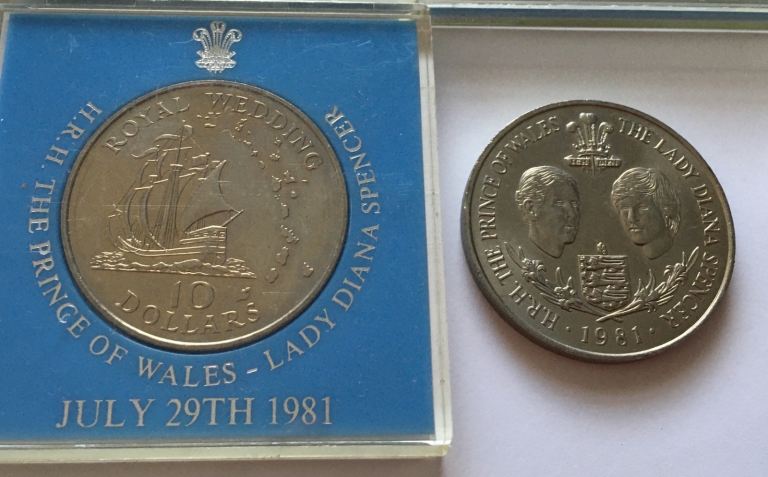 H.R.H. THE PRINCE OF WALES - LADY DIANA SPENCER
JULY 29TH 1981
ROYAL WEDDING
10
DOLLARS
H.R.H. THE PRINCE OF WALES
THE LADY DIANA SPENCER
· 1981 ·